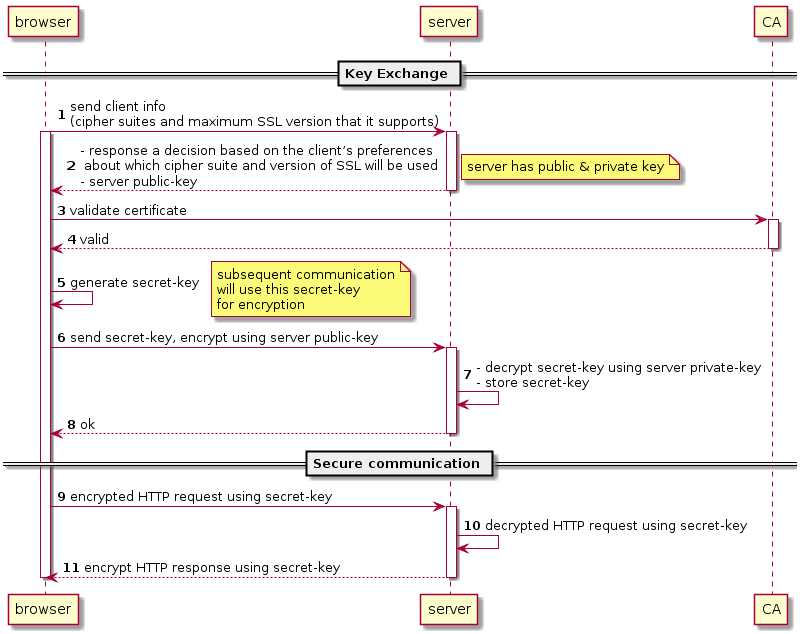 browser
server
CA
Key Exchange
1 send client info
(cipher suites and maximum SSL version that it supports)
- response a decision based on the client’s preferences
2 about which cipher suite and version of SSL will be used
- server public-key
server has public & private key
3 validate certificate
4 valid
5 generate secret-key
subsequent communication
will use this secret-key
for encryption
6 send secret-key, encrypt using server public-key
7 - decrypt secret-key using server private-key
- store secret-key
8 ok
Secure communication
9 encrypted HTTP request using secret-key
10 decrypted HTTP request using secret-key
11 encrypt HTTP response using secret-key
browser
server
CA